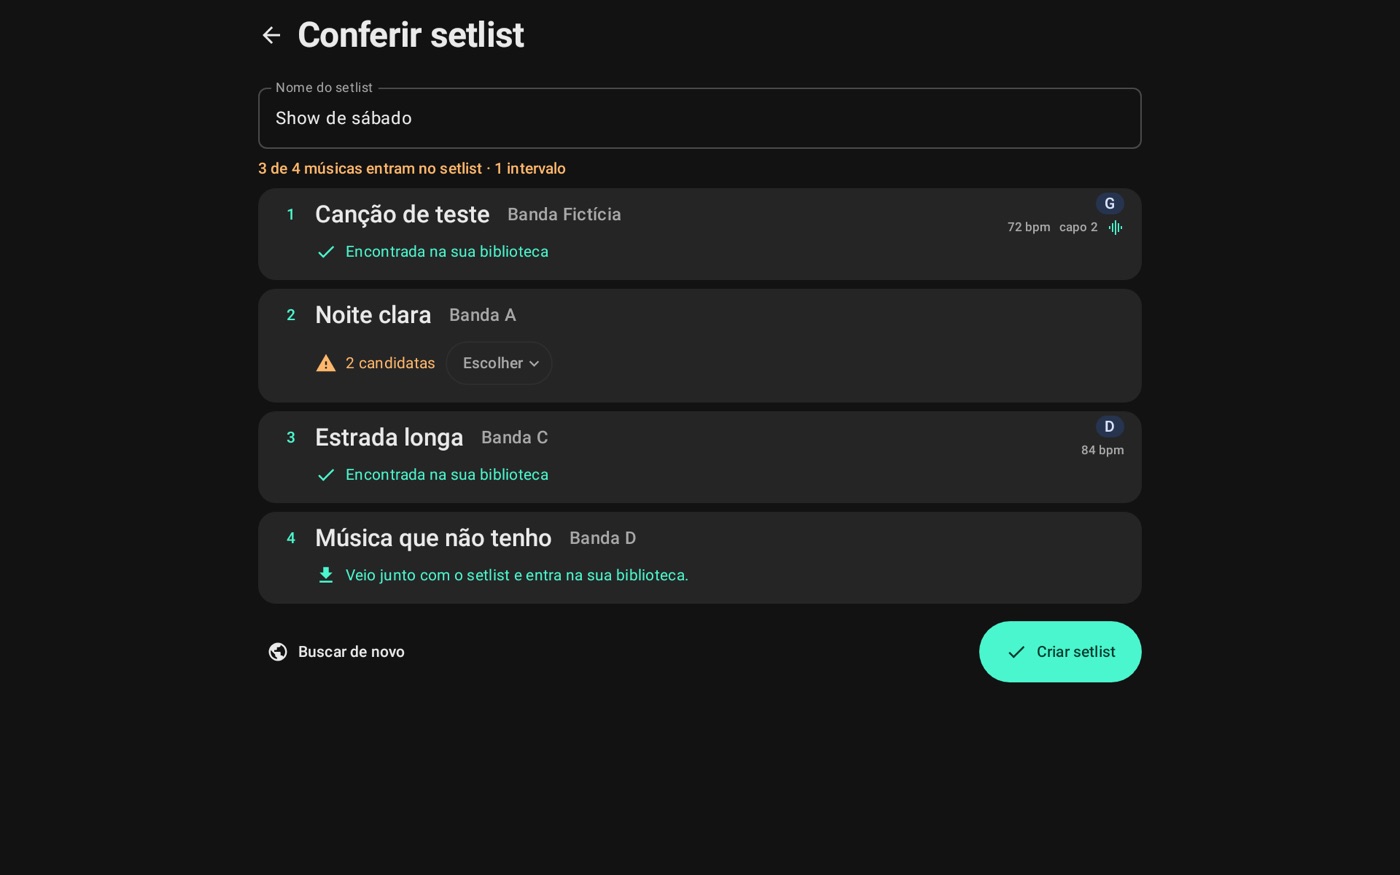 Conferir setlist
Nome do setlist
Show de sábado
3 de 4 músicas entram no setlist · 1 intervalo
1 Canção de teste Banda Fictícia G
72 bpm capo 2
Encontrada na sua biblioteca
2 Noite clara Banda A
2 candidatas Escolher
3 Estrada longa Banda C D
84 bpm
Encontrada na sua biblioteca
4 Música que não tenho Banda D
Veio junto com o setlist e entra na sua biblioteca.
Buscar de novo Criar setlist